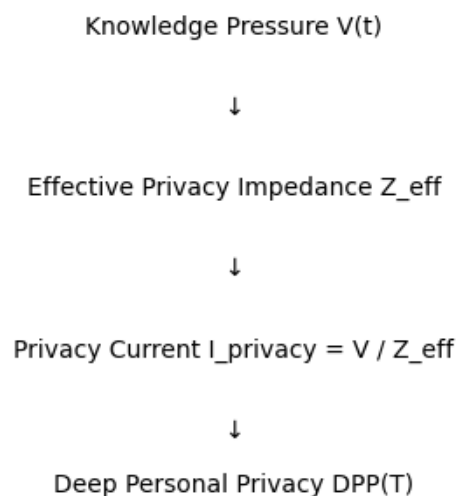 Knowledge Pressure V(t)
↓
Effective Privacy Impedance Z_eff
↓
Privacy Current I_privacy = V / Z_eff
↓
Deep Personal Privacy DPP(T)